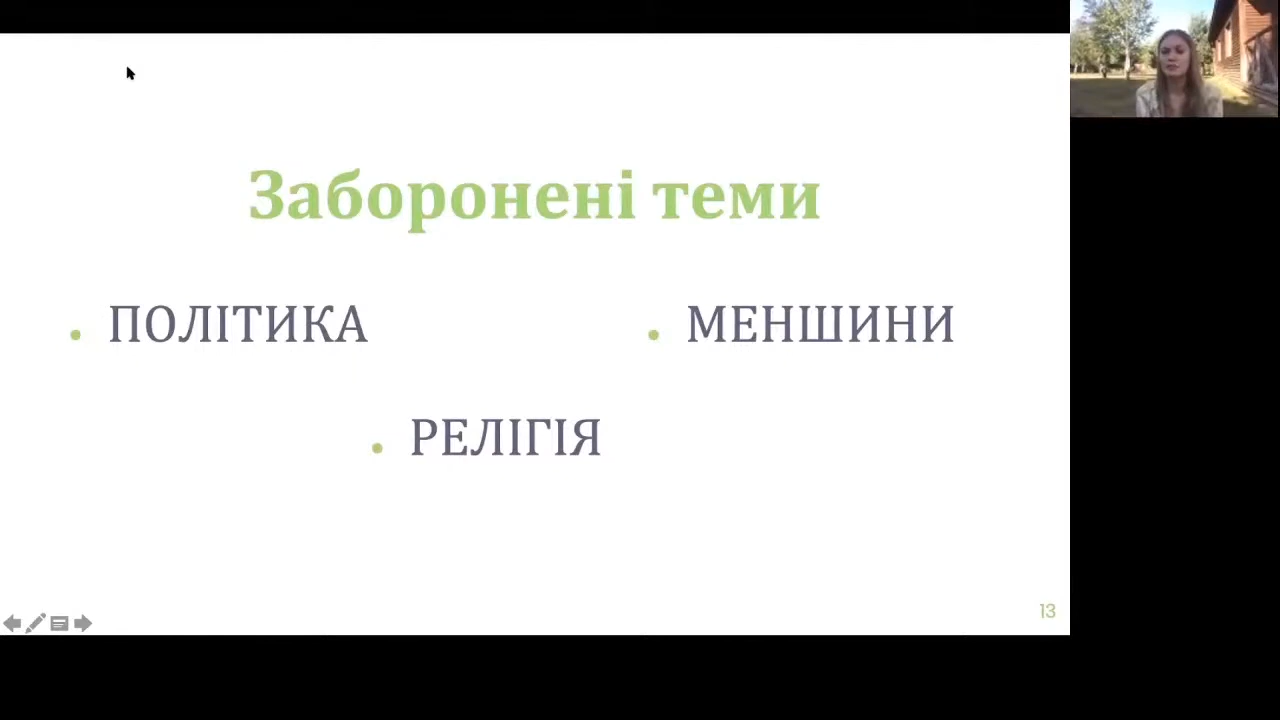 Заборонені теми
• ПОЛІТИКА
• МЕНШИНИ
• РЕЛІГІЯ
13